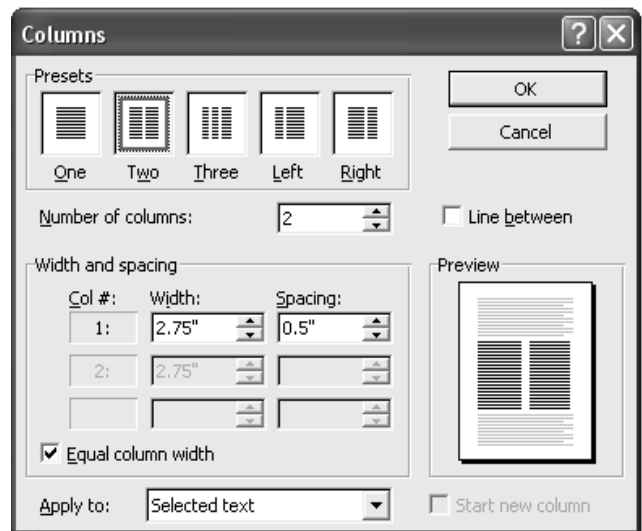 Columns
Presets
One Two Three Left Right
OK
Cancel
Number of columns: 2
Line between
Width and spacing
Col #: Width: Spacing:
1: 2.75" 0.5"
2: 2.75"
Equal column width
Preview
Apply to: Selected text
Start new column